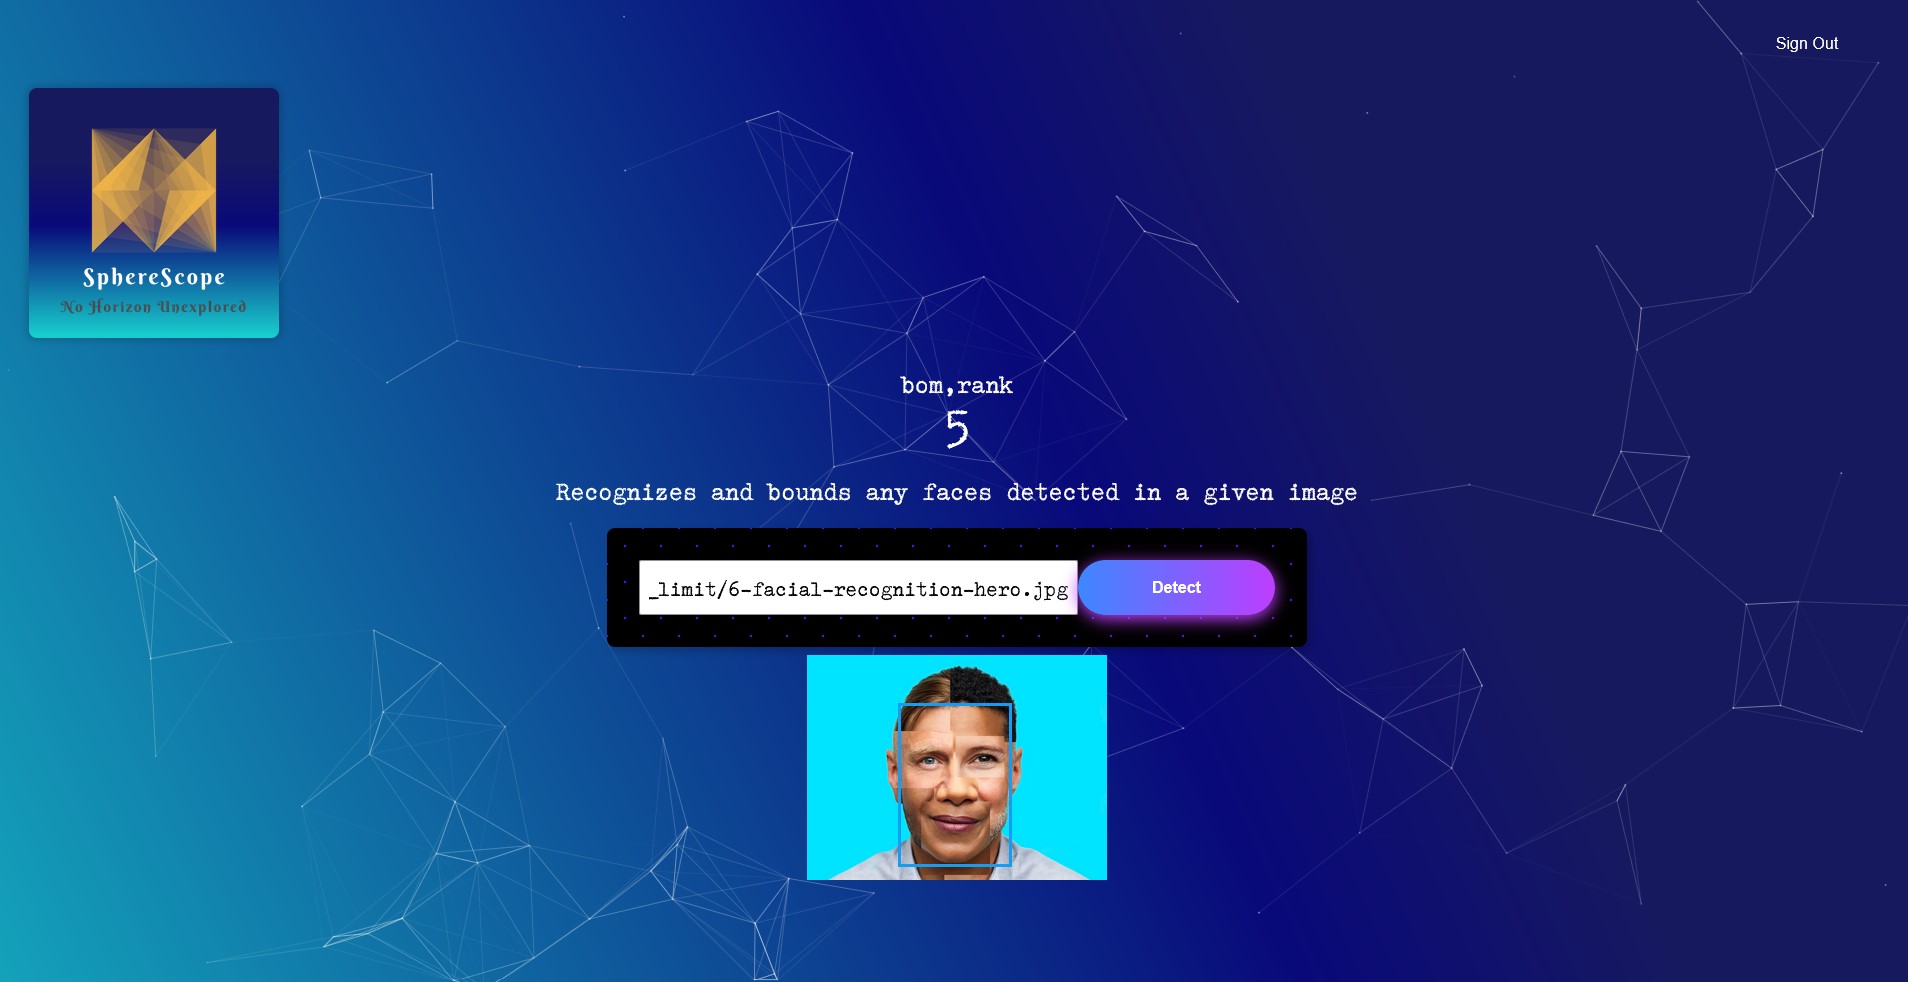 Sign Out
SphereScope
No Horizon Unexplored
bom,rank
5
Recognizes and bounds any faces detected in a given image
_limit/6-facial-recognition-hero.jpg
Detect